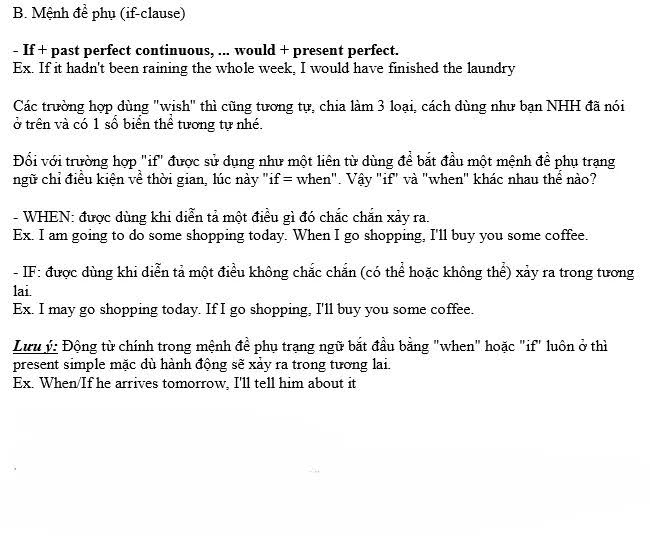 B. Mệnh đề phụ (if-clause)
- If + past perfect continuous, ... would + present perfect.
Ex. If it hadn't been raining the whole week, I would have finished the laundry
Các trường hợp dùng "wish" thì cũng tương tự, chia làm 3 loại, cách dùng như bạn NHH đã nói
ở trên và có 1 số biến thể tương tự nhé.
Đối với trường hợp "if" được sử dụng như một liên từ dùng để bắt đầu một mệnh đề phụ trạng
ngữ chỉ điều kiện về thời gian, lúc này "if = when". Vậy "if" và "when" khác nhau thế nào?
- WHEN: được dùng khi diễn tả một điều gì đó chắc chắn xảy ra.
Ex. I am going to do some shopping today. When I go shopping, I'll buy you some coffee.
- IF: được dùng khi diễn tả một điều không chắc chắn (có thể hoặc không thể) xảy ra trong tương
lai.
Ex. I may go shopping today. If I go shopping, I'll buy you some coffee.
Lưu ý: Động từ chính trong mệnh đề phụ trạng ngữ bắt đầu bằng "when" hoặc "if" luôn ở thì
present simple mặc dù hành động sẽ xảy ra trong tương lai.
Ex. When/If he arrives tomorrow, I'll tell him about it